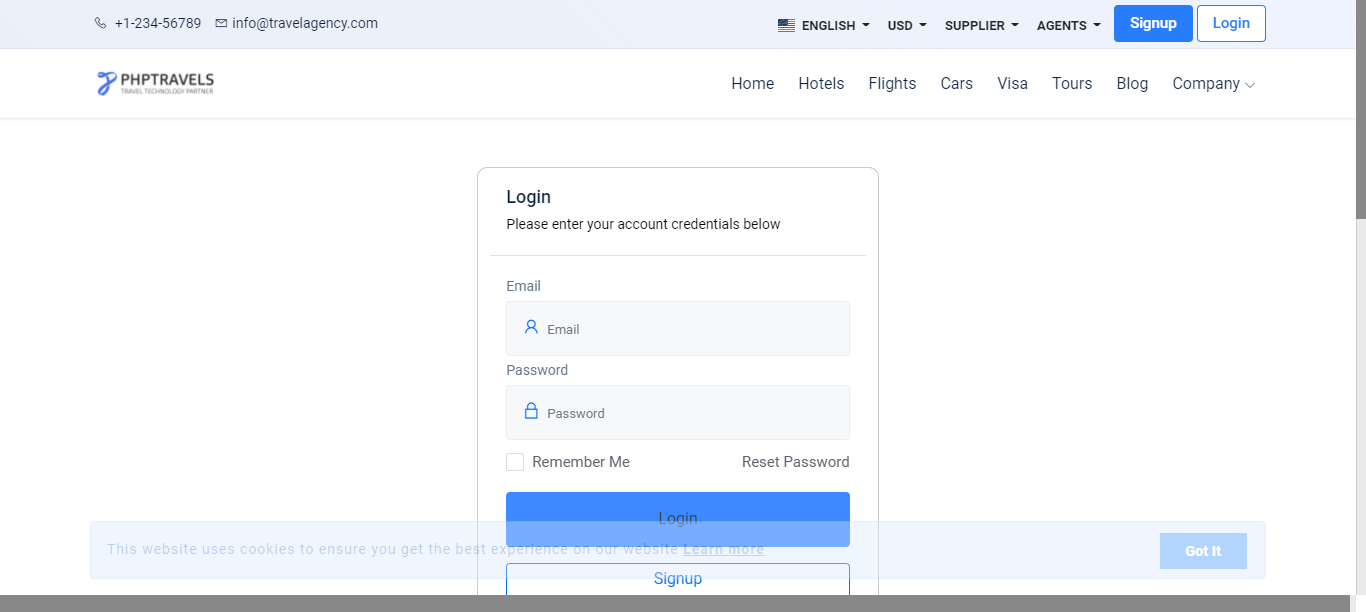 +1-234-56789 info@travelagency.com ENGLISH USD SUPPLIER AGENTS Signup Login
PHPTRAVELS
TRAVEL TECHNOLOGY PARTNER
Home Hotels Flights Cars Visa Tours Blog Company
Login
Please enter your account credentials below
Email
Email
Password
Password
Remember Me Reset Password
Login
This website uses cookies to ensure you get the best experience on our website Learn more Got It
Signup